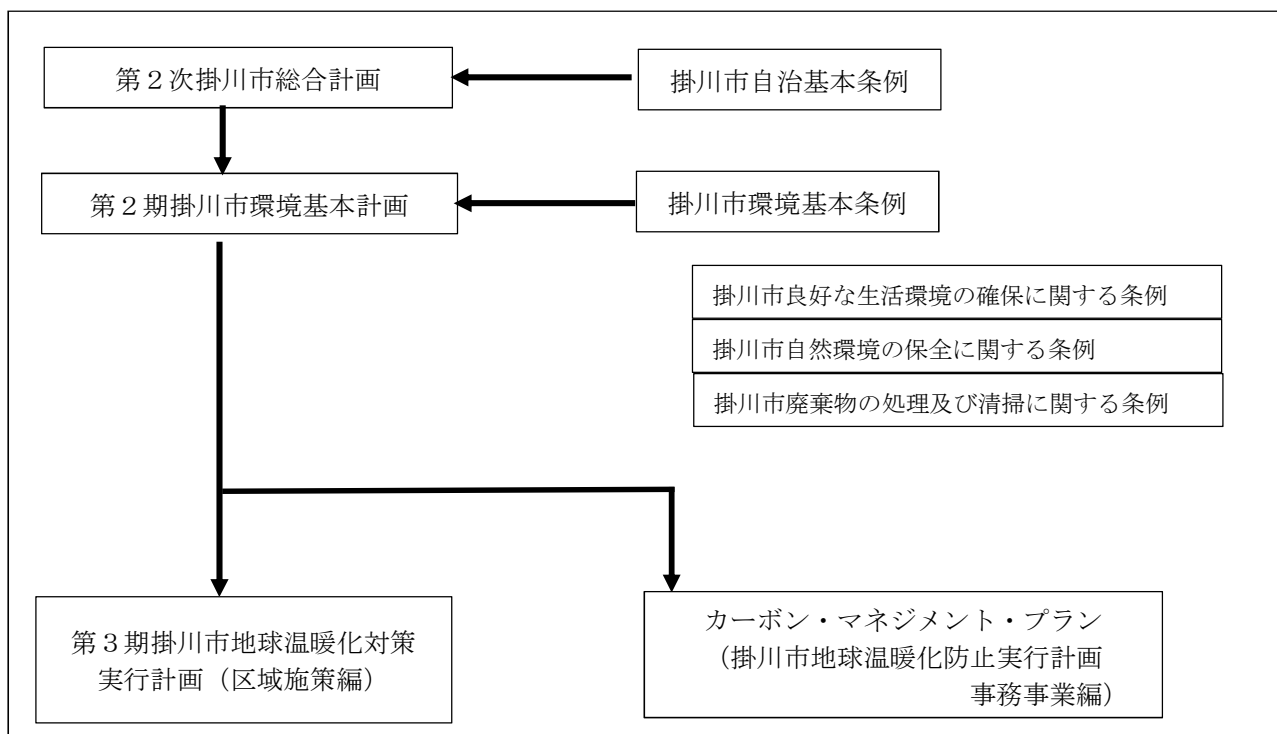 第２次掛川市総合計画
掛川市自治基本条例
第２期掛川市環境基本計画
掛川市環境基本条例
掛川市良好な生活環境の確保に関する条例
掛川市自然環境の保全に関する条例
掛川市廃棄物の処理及び清掃に関する条例
第３期掛川市地球温暖化対策
実行計画（区域施策編）
カーボン・マネジメント・プラン
（掛川市地球温暖化防止実行計画
事務事業編）